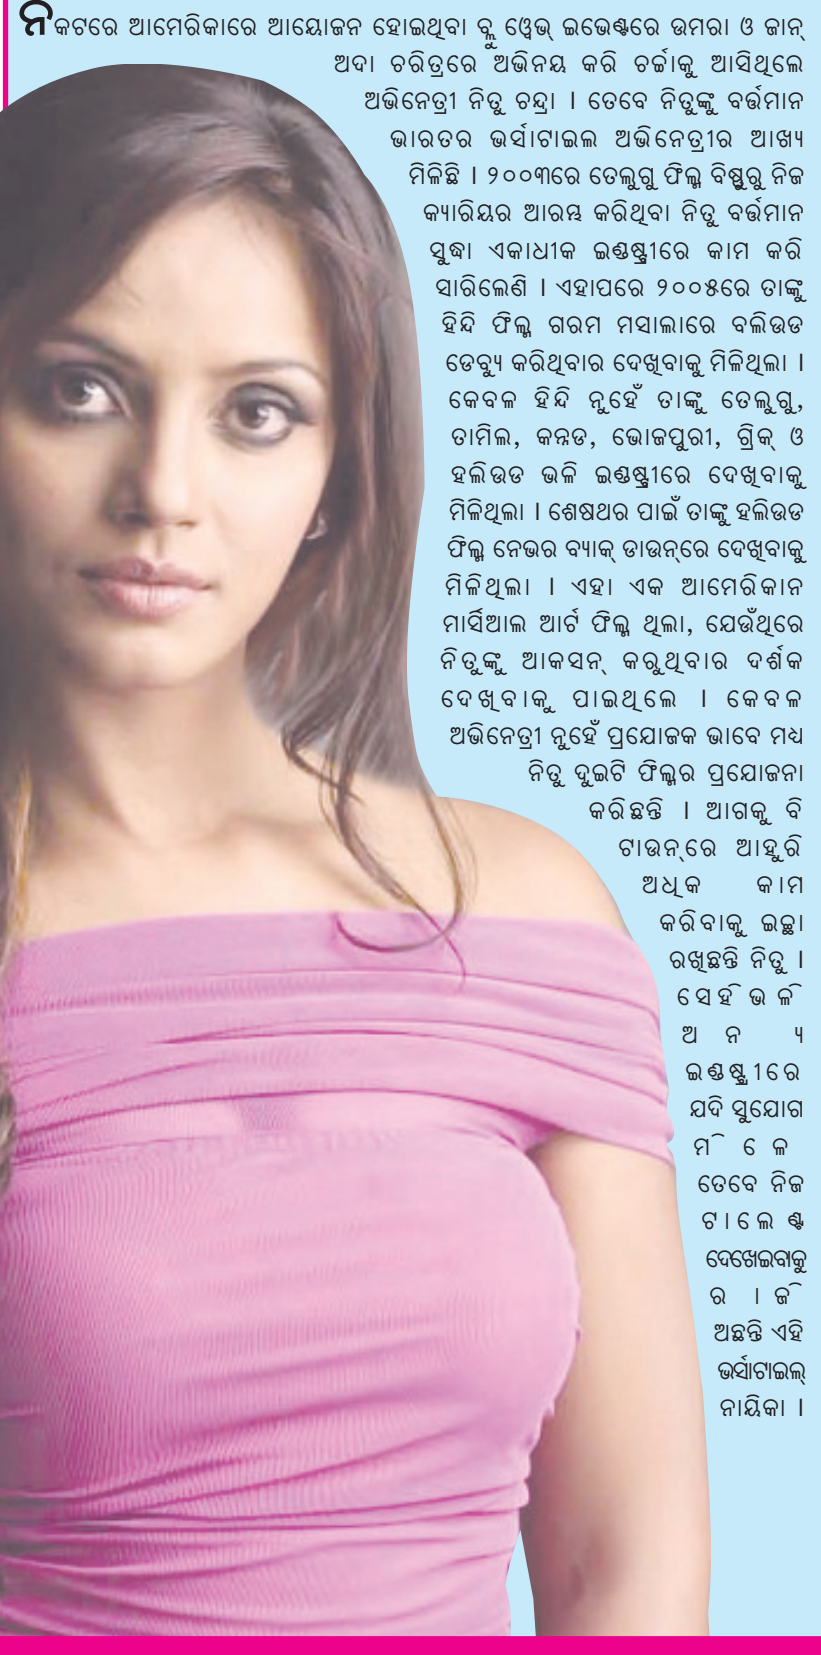 ନିକଟରେ ଆମେରିକାରେ ଆୟୋଜନ ହୋଇଥିବା ବ୍ଲୁ ୱେଭ୍ ଇଭେଣ୍ଟରେ ଉମରା ଓ ଜାନ୍
ଅଦା ଚରିତ୍ରରେ ଅଭିନୟ କରି ଚର୍ଚ୍ଚାକୁ ଆସିଥିଲେ
ଅଭିନେତ୍ରୀ ନିତୁ ଚନ୍ଦ୍ରା । ତେବେ ନିତୁଙ୍କୁ ବର୍ତ୍ତମାନ
ଭାରତର ଭର୍ସାଟାଇଲ ଅଭିନେତ୍ରୀର ଆଖ୍ୟ
ମିଳିଛି । ୨୦୦୩ରେ ତେଲୁଗୁ ଫିଲ୍ମ ବିଷ୍ଣୁରୁ ନିଜ
କ୍ୟାରିୟର ଆରମ୍ଭ କରିଥିବା ନିତୁ ବର୍ତ୍ତମାନ
ସୁଦ୍ଧା ଏକାଧୀକ ଇଣ୍ଡଷ୍ଟ୍ରୀରେ କାମ କରି
ସାରିଲେଣି । ଏହାପରେ ୨୦୦୫ରେ ତାଙ୍କୁ
ହିନ୍ଦି ଫିଲ୍ମ ଗରମ ମସାଲାରେ ବଲିଉଡ
ଡେବ୍ୟୁ କରିଥିବାର ଦେଖିବାକୁ ମିଳିଥିଲା ।
କେବଳ ହିନ୍ଦି ନୁହେଁ ତାଙ୍କୁ ତେଲୁଗୁ,
ତାମିଲ, କନ୍ନଡ, ଭୋଜପୁରୀ, ଗ୍ରିକ୍ ଓ
ହଲିଉଡ ଭଳି ଇଣ୍ଡଷ୍ଟ୍ରୀରେ ଦେଖିବାକୁ
ମିଳିଥିଲା । ଶେଷଥର ପାଇଁ ତାଙ୍କୁ ହଲିଉଡ
ଫିଲ୍ମ ନେଭର ବ୍ୟାକ୍ ଡାଉନ୍‌ରେ ଦେଖିବାକୁ
ମିଳିଥିଲା । ଏହା ଏକ ଆମେରିକାନ
ମାର୍ସିଆଲ ଆର୍ଟ ଫିଲ୍ମ ଥିଲା, ଯେଉଁଥିରେ
ନିତୁଙ୍କୁ ଆକସନ୍ କରୁଥିବାର ଦର୍ଶକ
ଦେଖିବାକୁ ପାଇଥିଲେ । କେବଳ
ଅଭିନେତ୍ରୀ ନୁହେଁ ପ୍ରଯୋଜକ ଭାବେ ମଧ୍ୟ
ନିତୁ ଦୁଇଟି ଫିଲ୍ମର ପ୍ରଯୋଜନା
କରିଛନ୍ତି । ଆଗକୁ ବି
ଟାଉନ୍‌ରେ ଆହୁରି
ଅଧିକ କାମ
କରିବାକୁ ଇଚ୍ଛା
ରଖିଛନ୍ତି ନିତୁ ।
ସେହିଭଳି
ଅନ୍ୟ
ଇଣ୍ଡଷ୍ଟ୍ରୀରେ
ଯଦି ସୁଯୋଗ
ମିଳେ
ତେବେ ନିଜ
ଟାଲେଣ୍ଟ
ଦେଖେଇବାକୁ
ରାଜି
ଅଛନ୍ତି ଏହି
ଭର୍ସାଟାଇଲ୍
ନାୟିକା ।